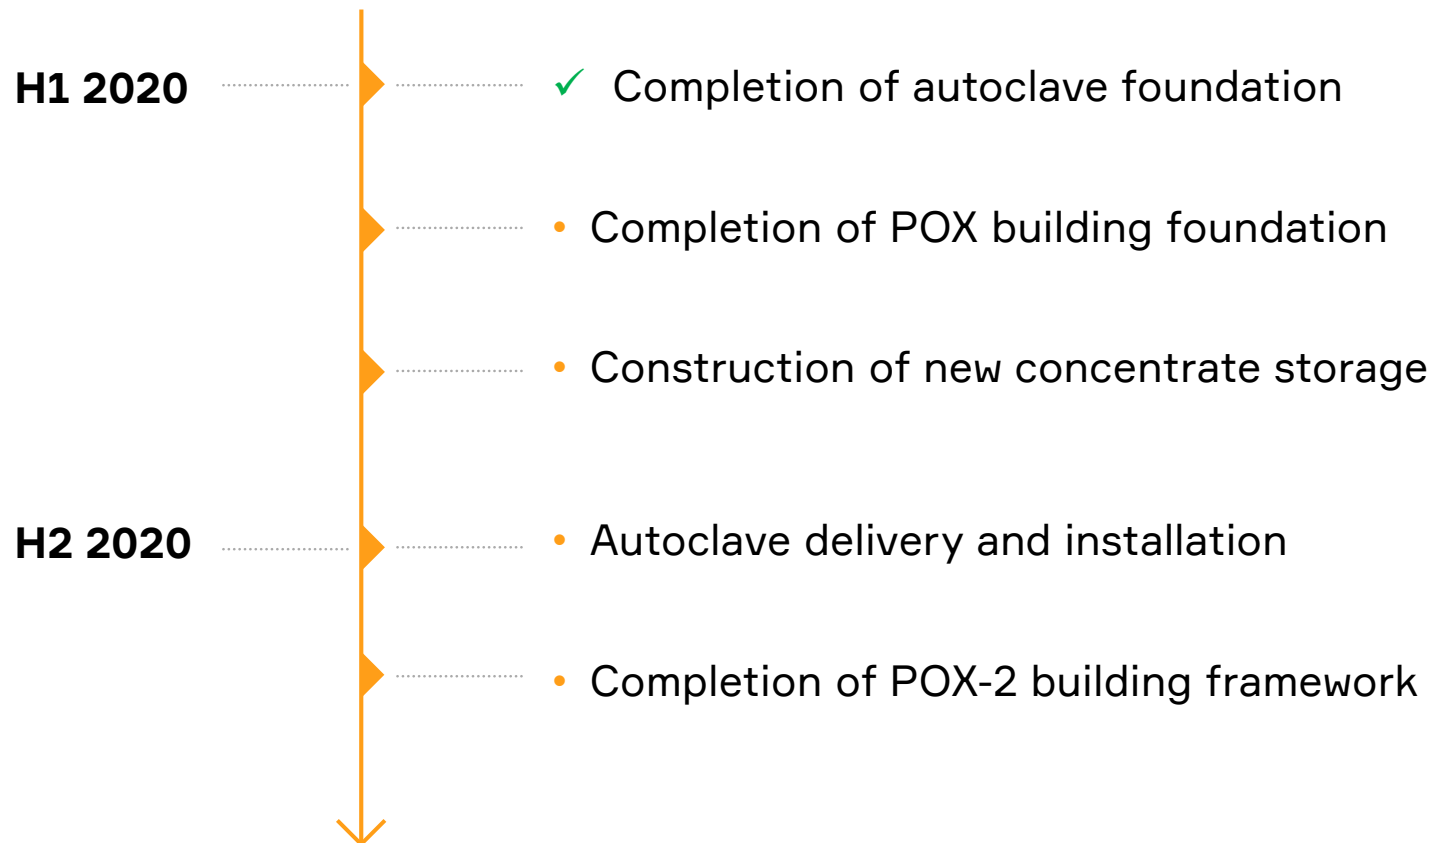 H1 2020
✓ Completion of autoclave foundation
• Completion of POX building foundation
• Construction of new concentrate storage
H2 2020
• Autoclave delivery and installation
• Completion of POX-2 building framework